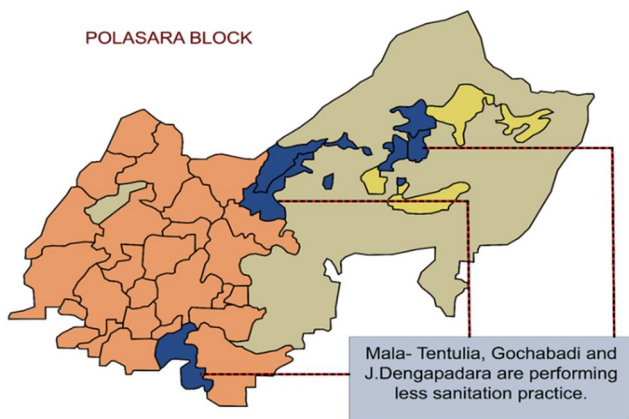 POLASARA BLOCK
Mala- Tentulia, Gochabadi and
J.Dengapadara are performing
less sanitation practice.